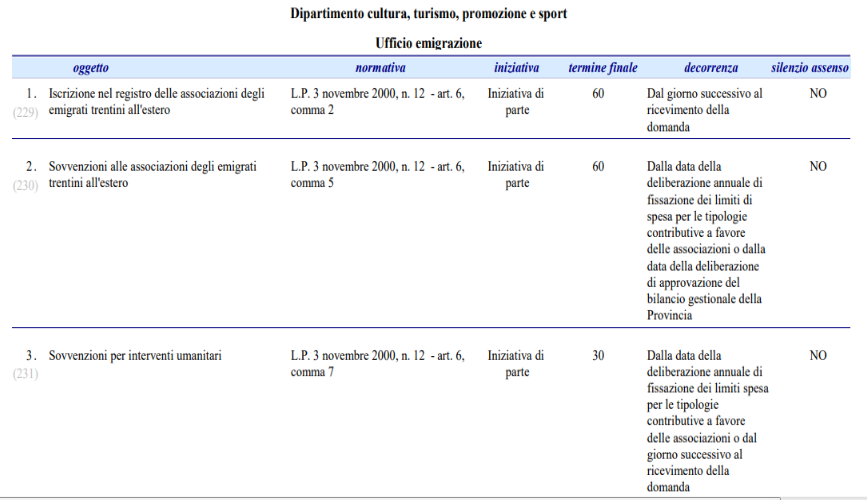 Dipartimento cultura, turismo, promozione e sport
Ufficio emigrazione
oggetto normativa iniziativa termine finale decorrenza silenzio assenso
1. Iscrizione nel registro delle associazioni degli L.P. 3 novembre 2000, n. 12 - art. 6, Iniziativa di 60 Dal giorno successivo al NO
(229) emigrati trentini all'estero comma 2 parte ricevimento della
domanda
2. Sovvenzioni alle associazioni degli emigrati L.P. 3 novembre 2000, n. 12 - art. 6, Iniziativa di 60 Dalla data della NO
(230) trentini all'estero comma 5 parte deliberazione annuale di
fissazione dei limiti di
spesa per le tipologie
contributive a favore
delle associazioni o dalla
data della deliberazione
di approvazione del
bilancio gestionale della
Provincia
3. Sovvenzioni per interventi umanitari L.P. 3 novembre 2000, n. 12 - art. 6, Iniziativa di 30 Dalla data della NO
(231) comma 7 parte deliberazione annuale di
fissazione dei limiti spesa
per le tipologie
contributive a favore
delle associazioni o dal
giorno successivo al
ricevimento della
domanda